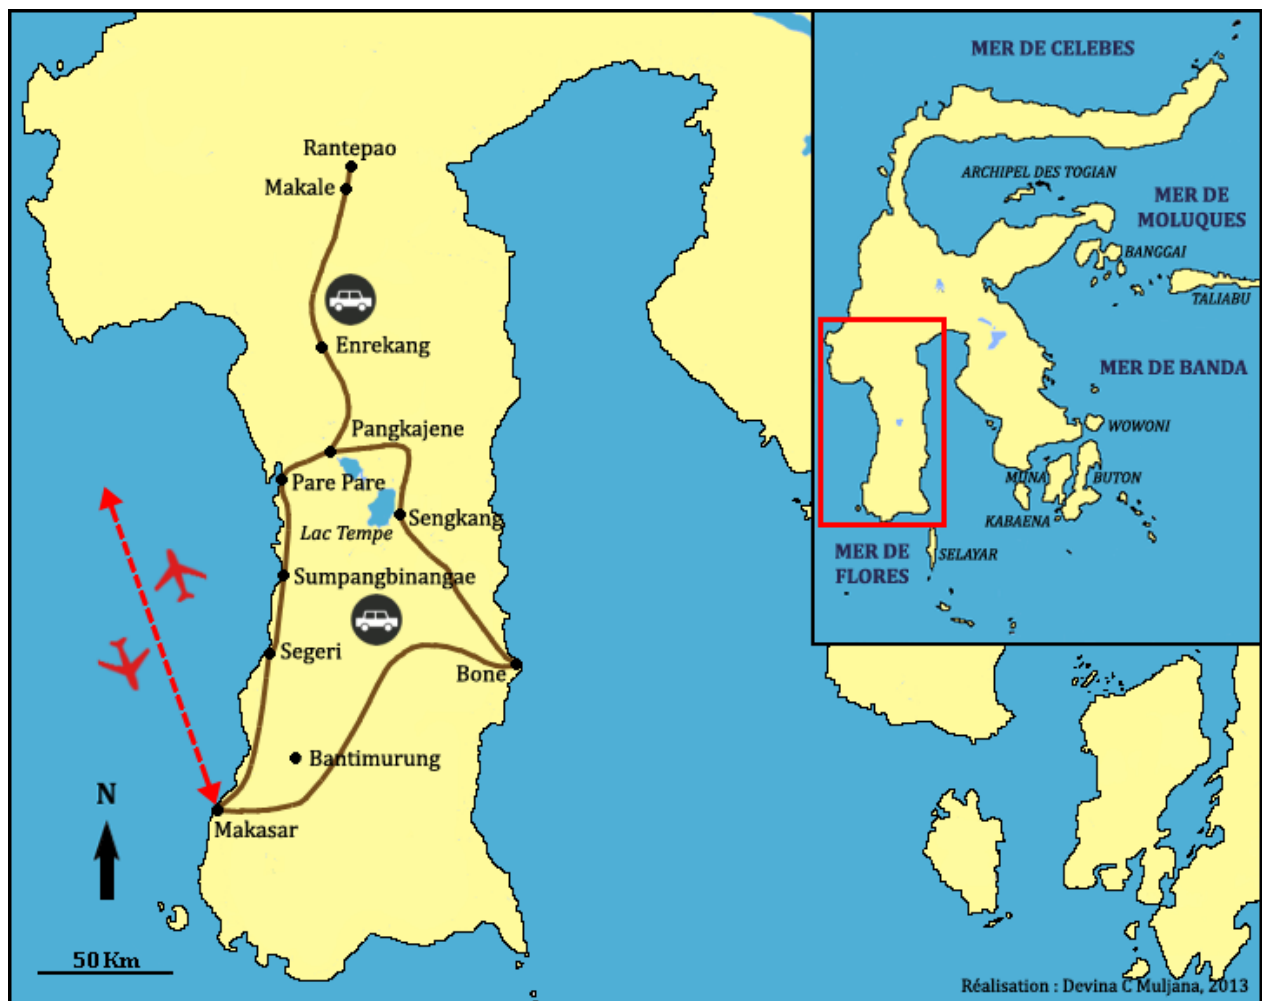 Rantepao
Makale
Enrekang
Pangkajene
Pare Pare
Sengkang
Lac Tempe
Sumpangbinangae
Segeri
Bone
Bantimurung
Makasar
N
50 Km
MER DE CELEBES
ARCHIPEL DES TOGIAN
MER DE
MOLUQUES
BANGGAI
TALIABU
MER DE BANDA
WOWONI
MUNA
BUTON
KABAENA
MER DE
FLORES
SELAYAR
Réalisation : Devina C Muljana, 2013